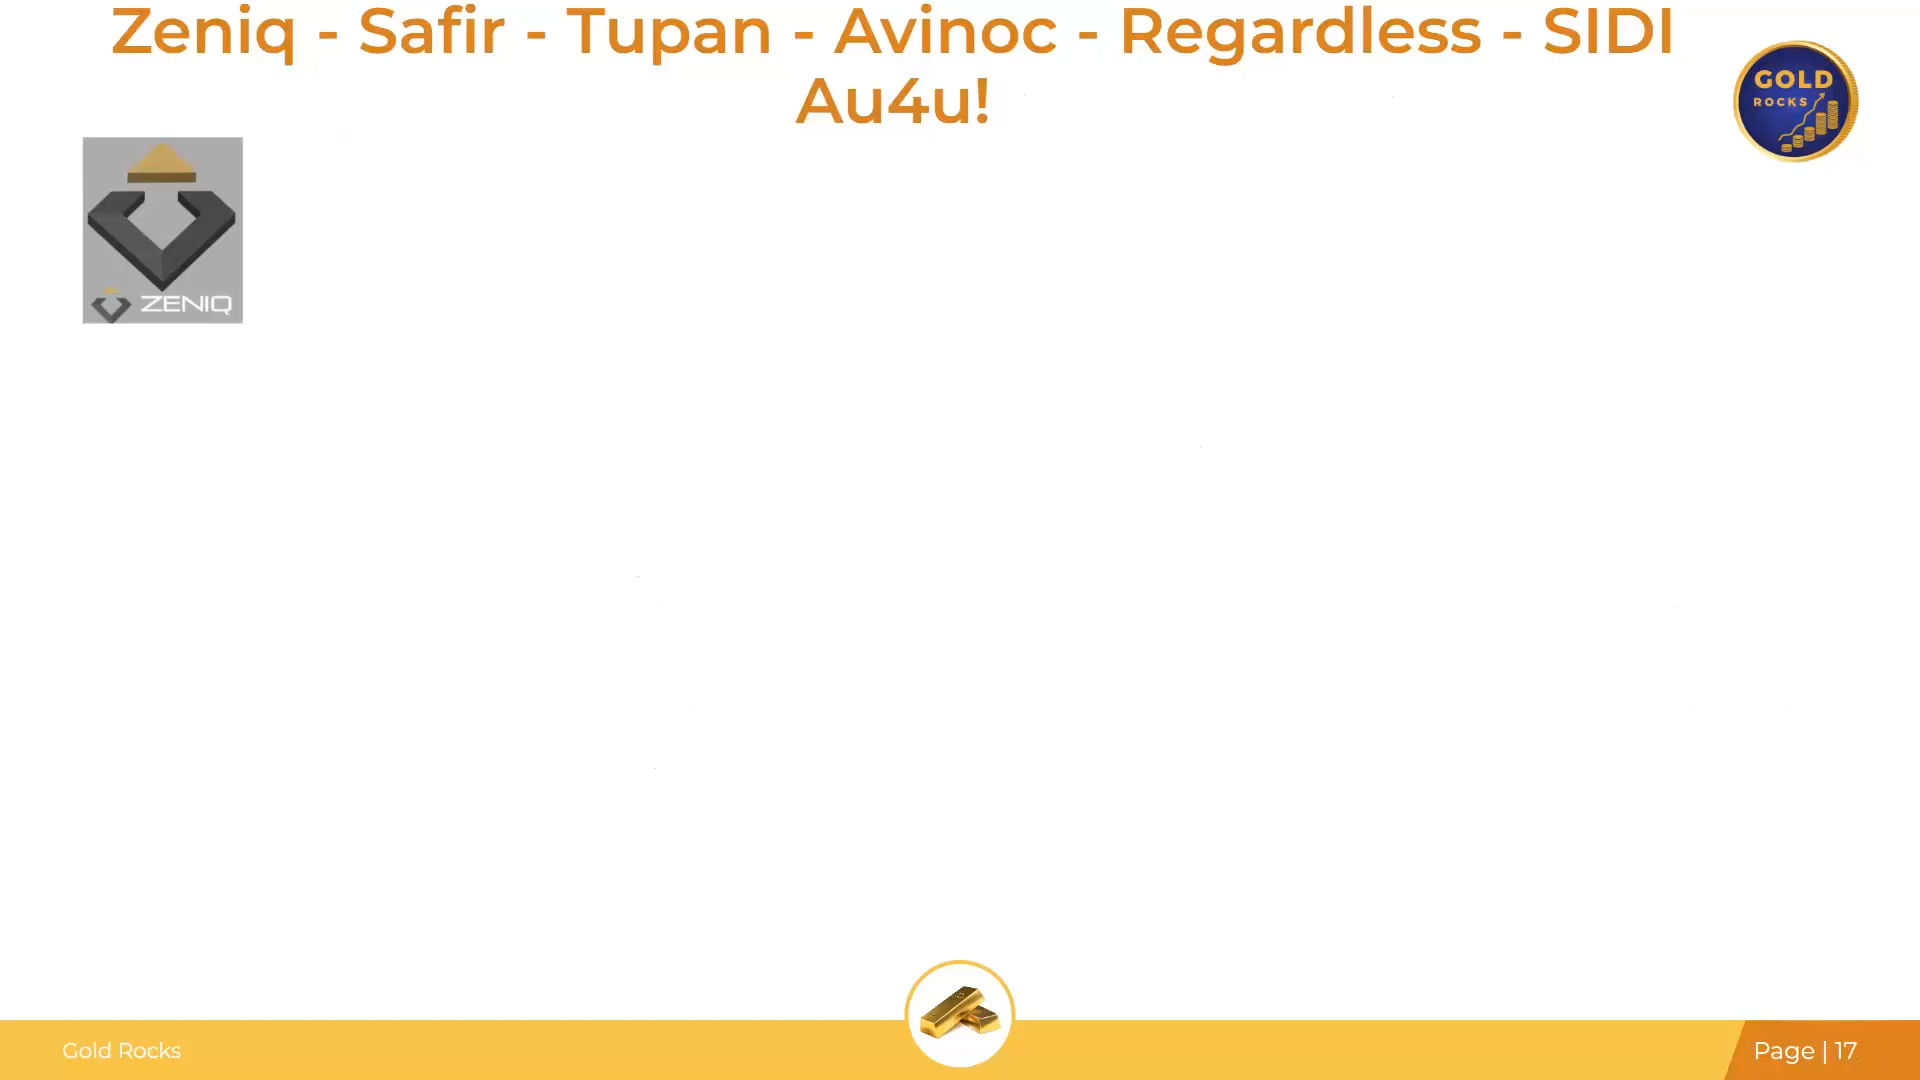 Zeniq - Safir - Tupan - Avinoc - Regardless - SIDI
Au4u!
GOLD
ROCKS
ZENIQ
Gold Rocks
Page | 17